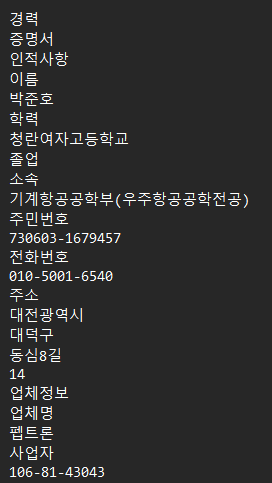 경력
증명서
인적사항
이름
박준호
학력
청란여자고등학교
졸업
소속
기계항공공학부(우주항공공학전공)
주민번호
730603-1679457
전화번호
010-5001-6540
주소
대전광역시
대덕구
동심8길
14
업체정보
업체명
펩트론
사업자
106-81-43043